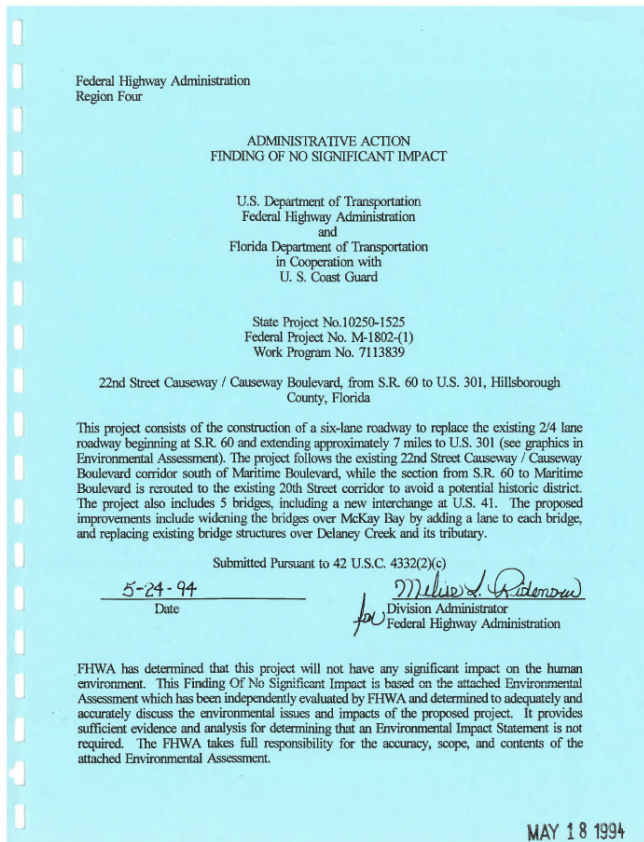 Federal Highway Administration
Region Four
ADMINISTRATIVE ACTION
FINDING OF NO SIGNIFICANT IMPACT
U.S. Department of Transportation
Federal Highway Administration
and
Florida Department of Transportation
in Cooperation with
U. S. Coast Guard
State Project No.10250-1525
Federal Project No. M-1802-(1)
Work Program No. 7113839
22nd Street Causeway / Causeway Boulevard, from S.R. 60 to U.S. 301, Hillsborough
County, Florida
This project consists of the construction of a six-lane roadway to replace the existing 2/4 lane
roadway beginning at S.R. 60 and extending approximately 7 miles to U.S. 301 (see graphics in
Environmental Assessment). The project follows the existing 22nd Street Causeway / Causeway
Boulevard corridor south of Maritime Boulevard, while the section from S.R. 60 to Maritime
Boulevard is rerouted to the existing 20th Street corridor to avoid a potential historic district.
The project also includes 5 bridges, including a new interchange at U.S. 41. The proposed
improvements include widening the bridges over McKay Bay by adding a lane to each bridge,
and replacing existing bridge structures over Delaney Creek and its tributary.
Submitted Pursuant to 42 U.S.C. 4332(2)(c)
5-24-94
Date
for Division Administrator
Federal Highway Administration
FHWA has determined that this project will not have any significant impact on the human
environment. This Finding Of No Significant Impact is based on the attached Environmental
Assessment which has been independently evaluated by FHWA and determined to adequately and
accurately discuss the environmental issues and impacts of the proposed project. It provides
sufficient evidence and analysis for determining that an Environmental Impact Statement is not
required. The FHWA takes full responsibility for the accuracy, scope, and contents of the
attached Environmental Assessment.
MAY 18 1994